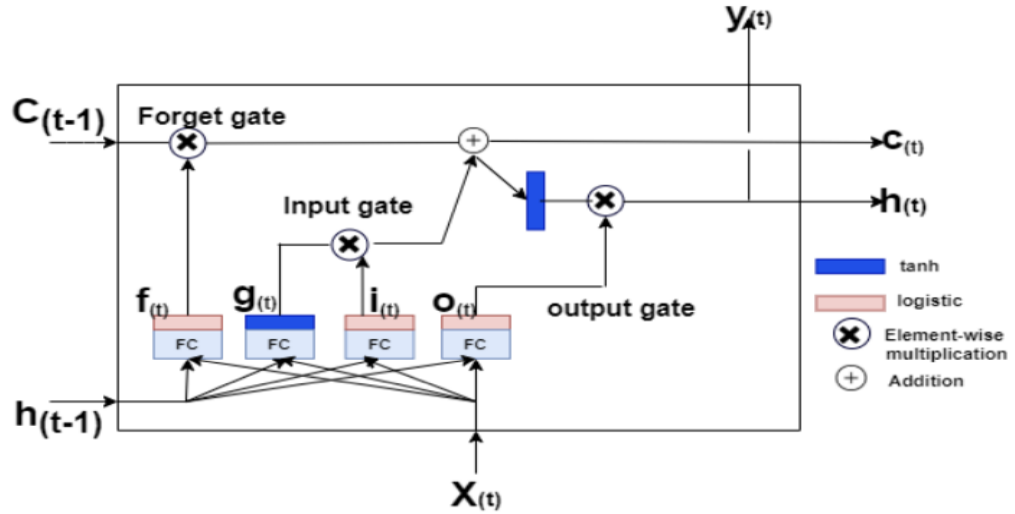 y(t)
C(t-1)
Forget gate
c(t)
Input gate
h(t)
tanh
f(t)
g(t)
i(t)
o(t)
output gate
logistic
FC
FC
FC
FC
Element-wise
multiplication
Addition
h(t-1)
X(t)